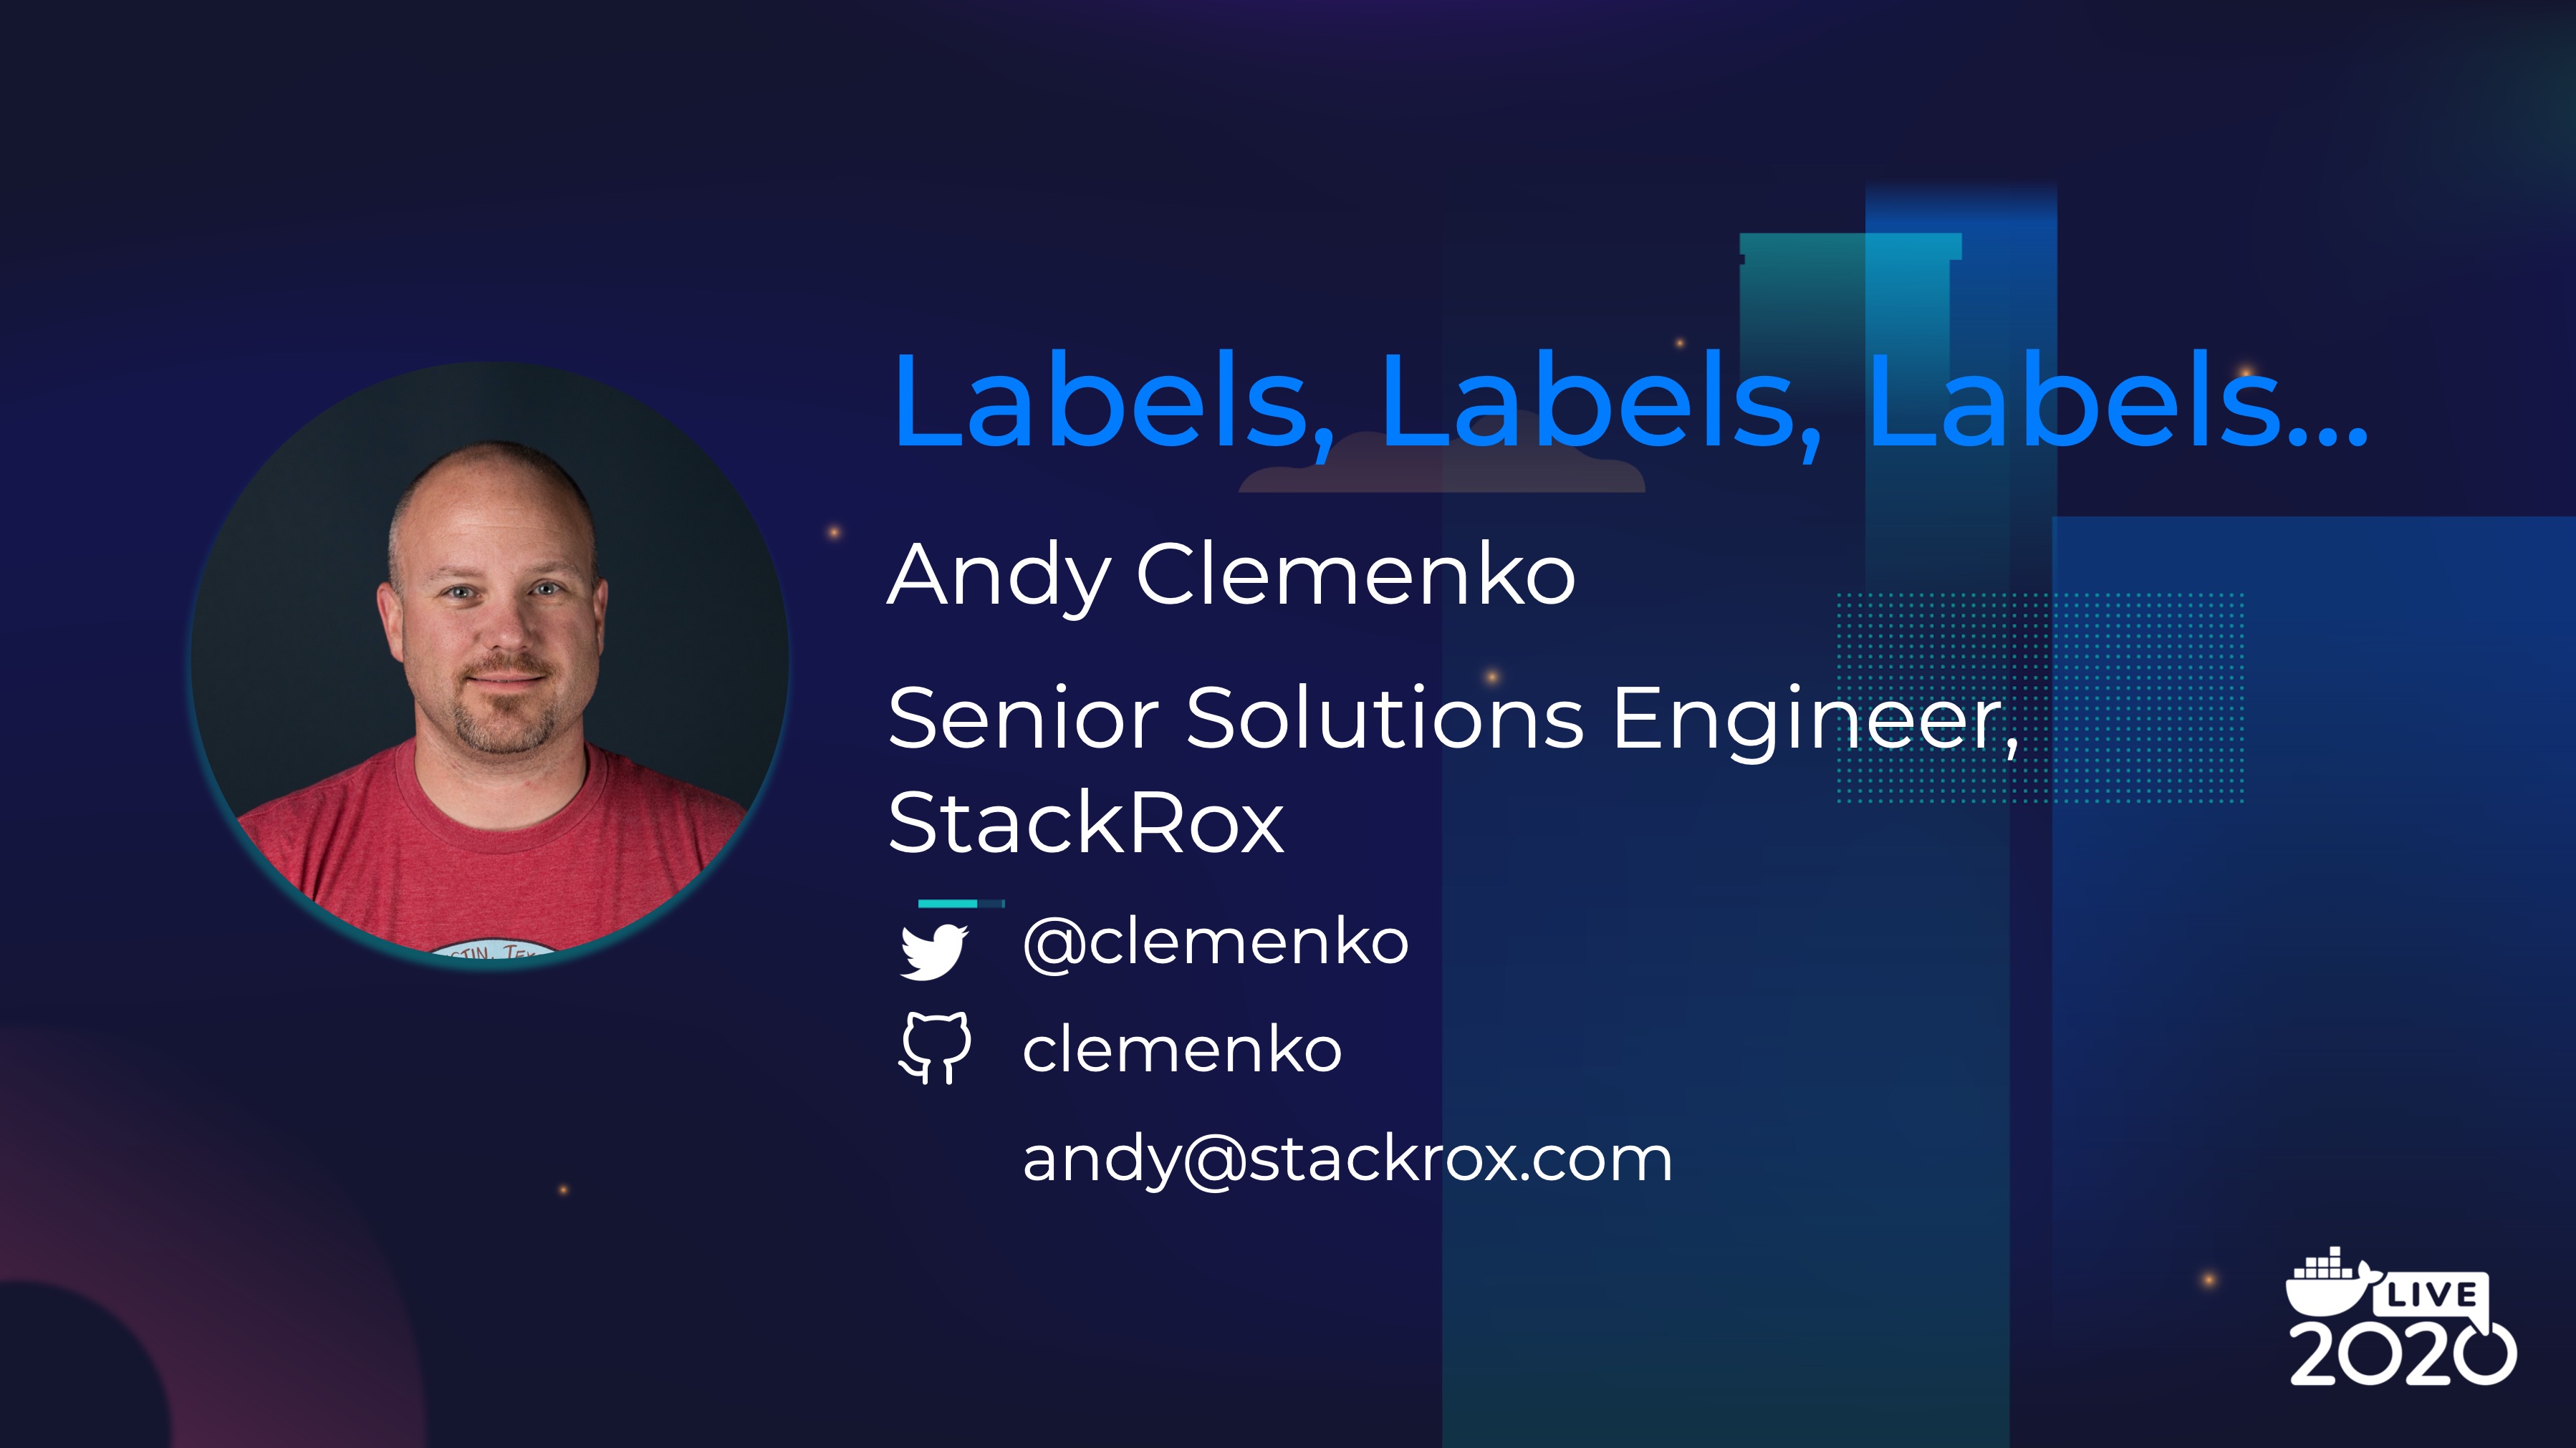 Labels, Labels, Labels...
Andy Clemenko
Senior Solutions Engineer,
StackRox
@clemenko
clemenko
andy@stackrox.com
LIVE
2020